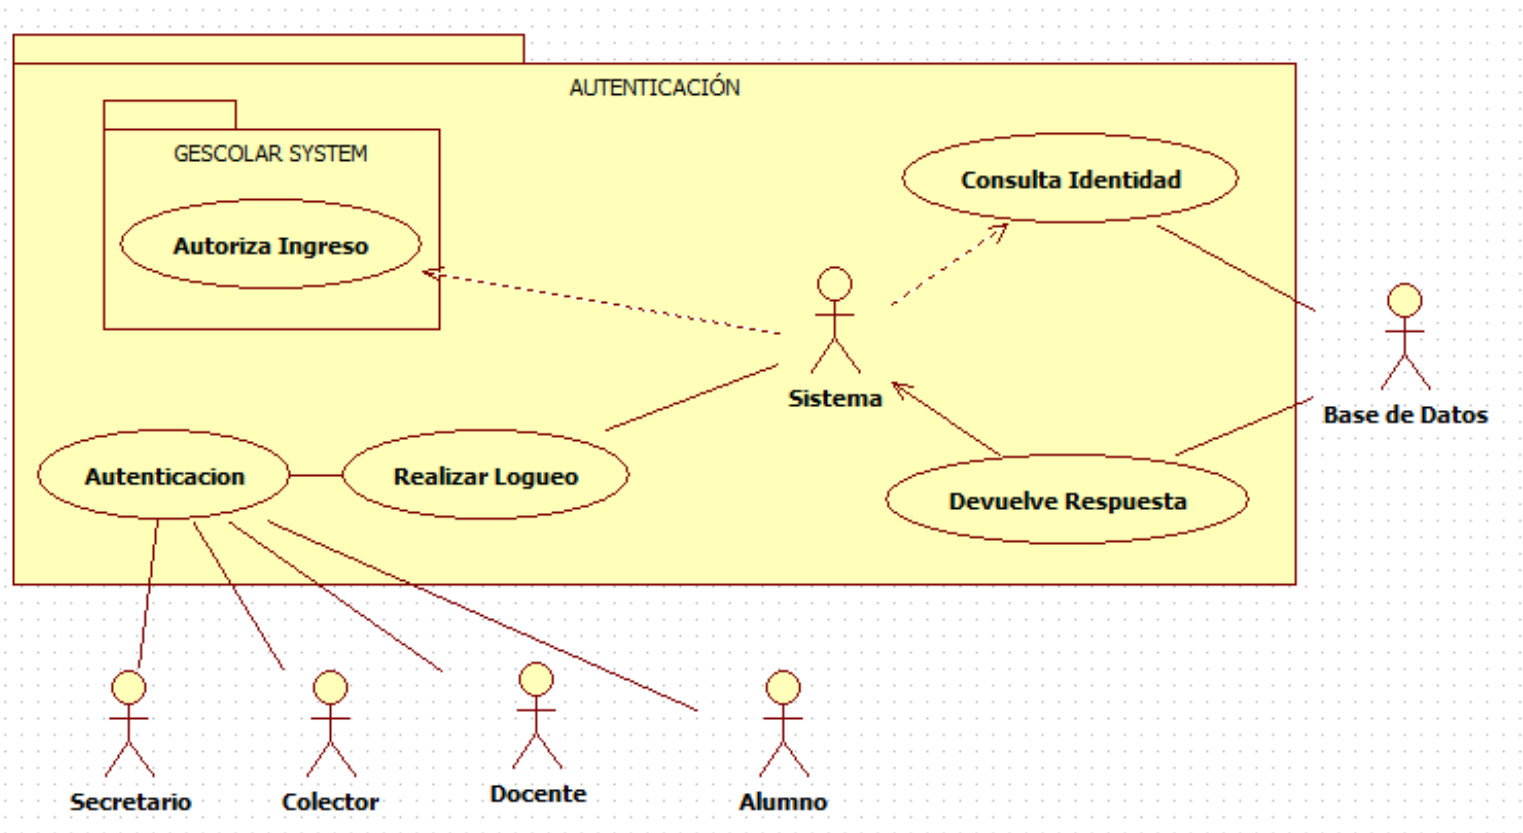 AUTENTICACIÓN
GESCOLAR SYSTEM
Consulta Identidad
Autoriza Ingreso
Sistema
Base de Datos
Autenticacion
Realizar Logueo
Devuelve Respuesta
Secretario
Colector
Docente
Alumno